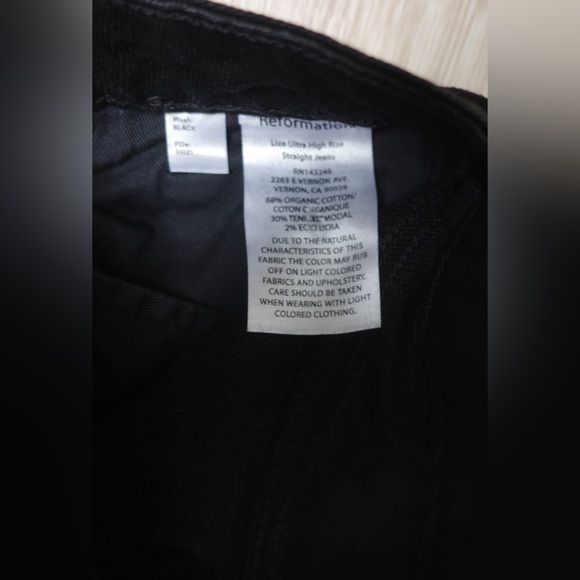 Wash:
BLACK
PO#:
Reformation
Liza Ultra High Rise
Straight Jeans
RN143248
2263 E VERNON AVE.
VERNON, CA 90058
68% ORGANIC COTTON/
COTON ORGANIQUE
30% TENCEL™ MODAL
2% ECO LYCRA
DUE TO THE NATURAL
CHARACTERISTICS OF THIS
FABRIC THE COLOR MAY RUB
OFF ON LIGHT COLORED
FABRICS AND UPHOLSTERY.
CARE SHOULD BE TAKEN
WHEN WEARING WITH LIGHT
COLORED CLOTHING.